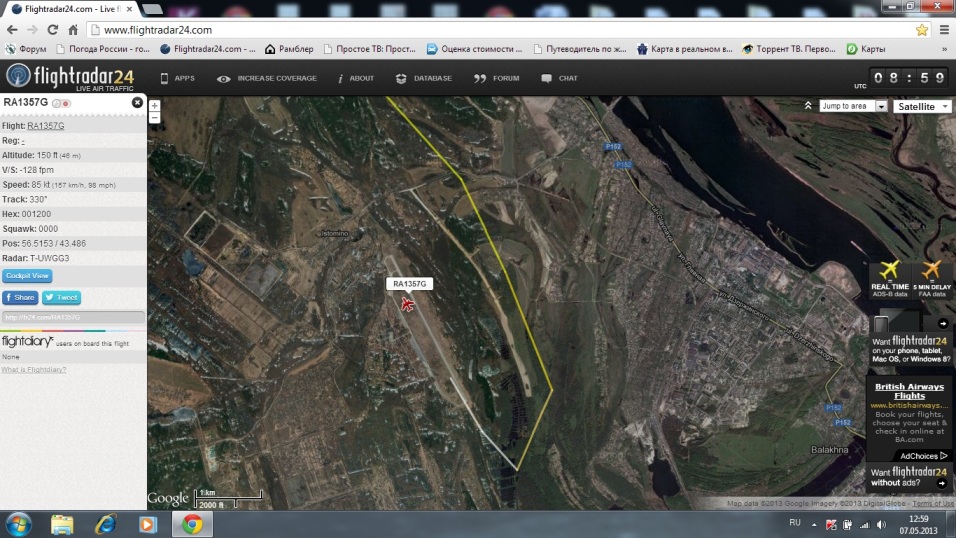 Flightradar24.com - Live fl
www.flightradar24.com
Форум
Погода России - го...
Flightradar24.com - ...
Рамблер
Простое ТВ: Прост...
Оценка стоимости ...
Путеводитель по ж...
Карта в реальном в...
Торрент ТВ. Перво...
Карты
flightradar24
LIVE AIR TRAFFIC
APPS
INCREASE COVERAGE
ABOUT
DATABASE
FORUM
CHAT
UTC 08:59
RA1357G
Flight: RA1357G
Reg: -
Altitude: 150 ft (46 m)
V/S: -128 fpm
Speed: 85 kt (157 km/h, 98 mph)
Track: 330°
Hex: 001200
Squawk: 0000
Pos: 56.5153 / 43.486
Radar: T-UWGG3
Cockpit View
Share
Tweet
http://fr24.com/RA1357G
flightdiary users on board this flight
None
What is Flightdiary?
+
−
Jump to area
Satellite
P152
P152
Istomino
RA1357G
P152
P152
Balakhna
REAL TIME
ADS-B data
5 MIN DELAY
FAA data
Want flightradar24
on your phone, tablet,
Mac OS, or Windows 8?
British Airways
Flights
www.britishairways....
Book your flights,
choose your seat &
check in online at
BA.com
AdChoices
Want flightradar24
without ads?
Google
1 km
2000 ft
Map data ©2013 Google Imagery ©2013 DigitalGlobe - Terms of Use
RU
12:59
07.05.2013